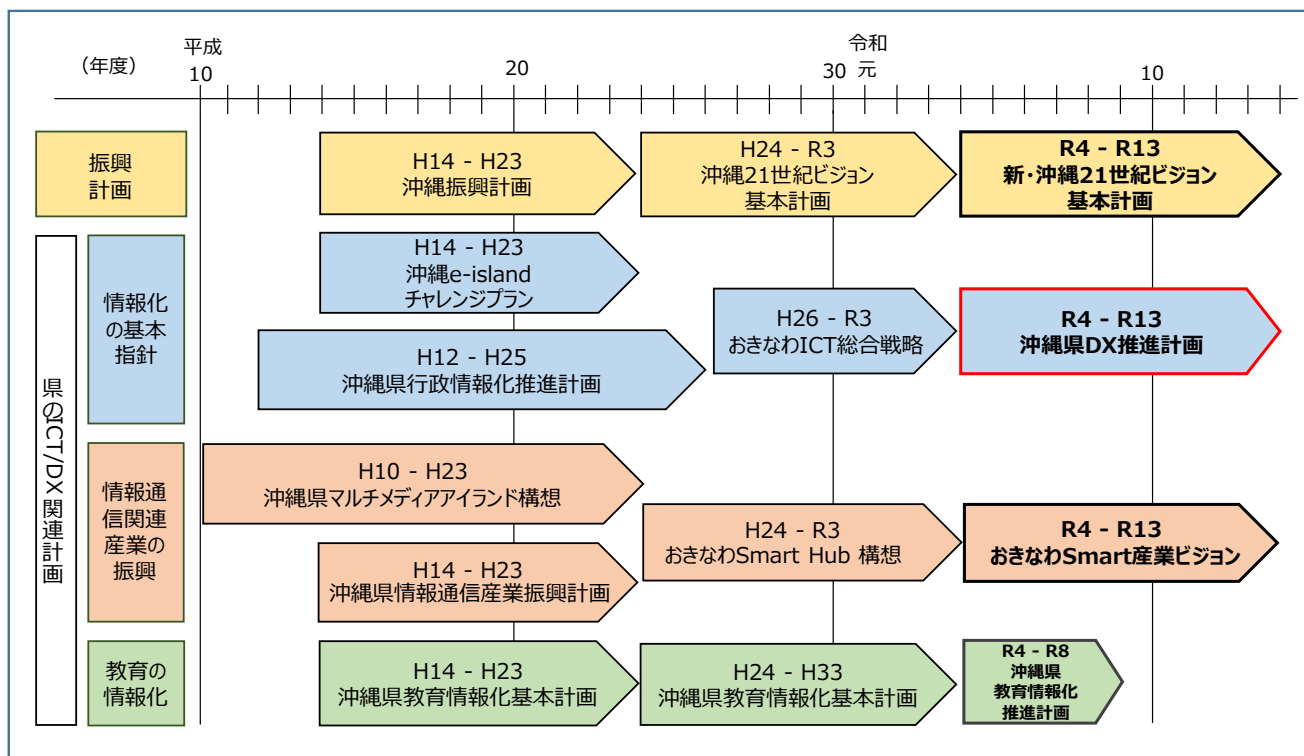 (年度)
平成
10
20
30
令和
元
10
振興
計画
H14 - H23
沖縄振興計画
H24 - R3
沖縄21世紀ビジョン
基本計画
R4 - R13
新・沖縄21世紀ビジョン
基本計画
県のICT/DX関連計画
情報化
の基本
指針
H14 - H23
沖縄e-island
チャレンジプラン
H12 - H25
沖縄県行政情報化推進計画
H26 - R3
おきなわICT総合戦略
R4 - R13
沖縄県DX推進計画
情報通
信関連
産業の
振興
H10 - H23
沖縄県マルチメディアアイランド構想
H14 - H23
沖縄県情報通信産業振興計画
H24 - R3
おきなわSmart Hub 構想
R4 - R13
おきなわSmart産業ビジョン
教育の
情報化
H14 - H23
沖縄県教育情報化基本計画
H24 - H33
沖縄県教育情報化基本計画
R4 - R8
沖縄県
教育情報化
推進計画